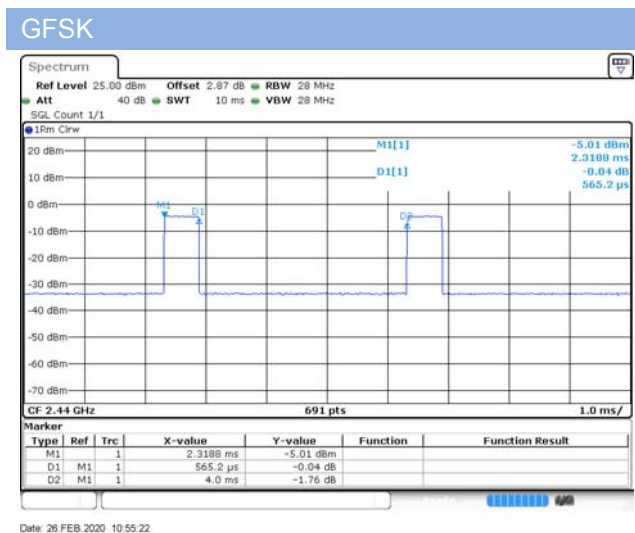 GFSK
Spectrum
Ref Level 25.00 dBm Offset 2.87 dB RBW 28 MHz
Att 40 dB SWT 10 ms VBW 28 MHz
SGL Count 1/1
1Rm Clrw
M1[1] -5.01 dBm
2.3188 ms
D1[1] -0.04 dB
565.2 µs
20 dBm
10 dBm
0 dBm
M1 D1 D2
-10 dBm
-20 dBm
-30 dBm
-40 dBm
-50 dBm
-60 dBm
-70 dBm
CF 2.44 GHz 691 pts 1.0 ms/
Marker
Type Ref Trc X-value Y-value Function Function Result
M1 1 2.3188 ms -5.01 dBm
D1 M1 1 565.2 µs -0.04 dB
D2 M1 1 4.0 ms -1.76 dB
Date: 26.FEB.2020 10:55:22